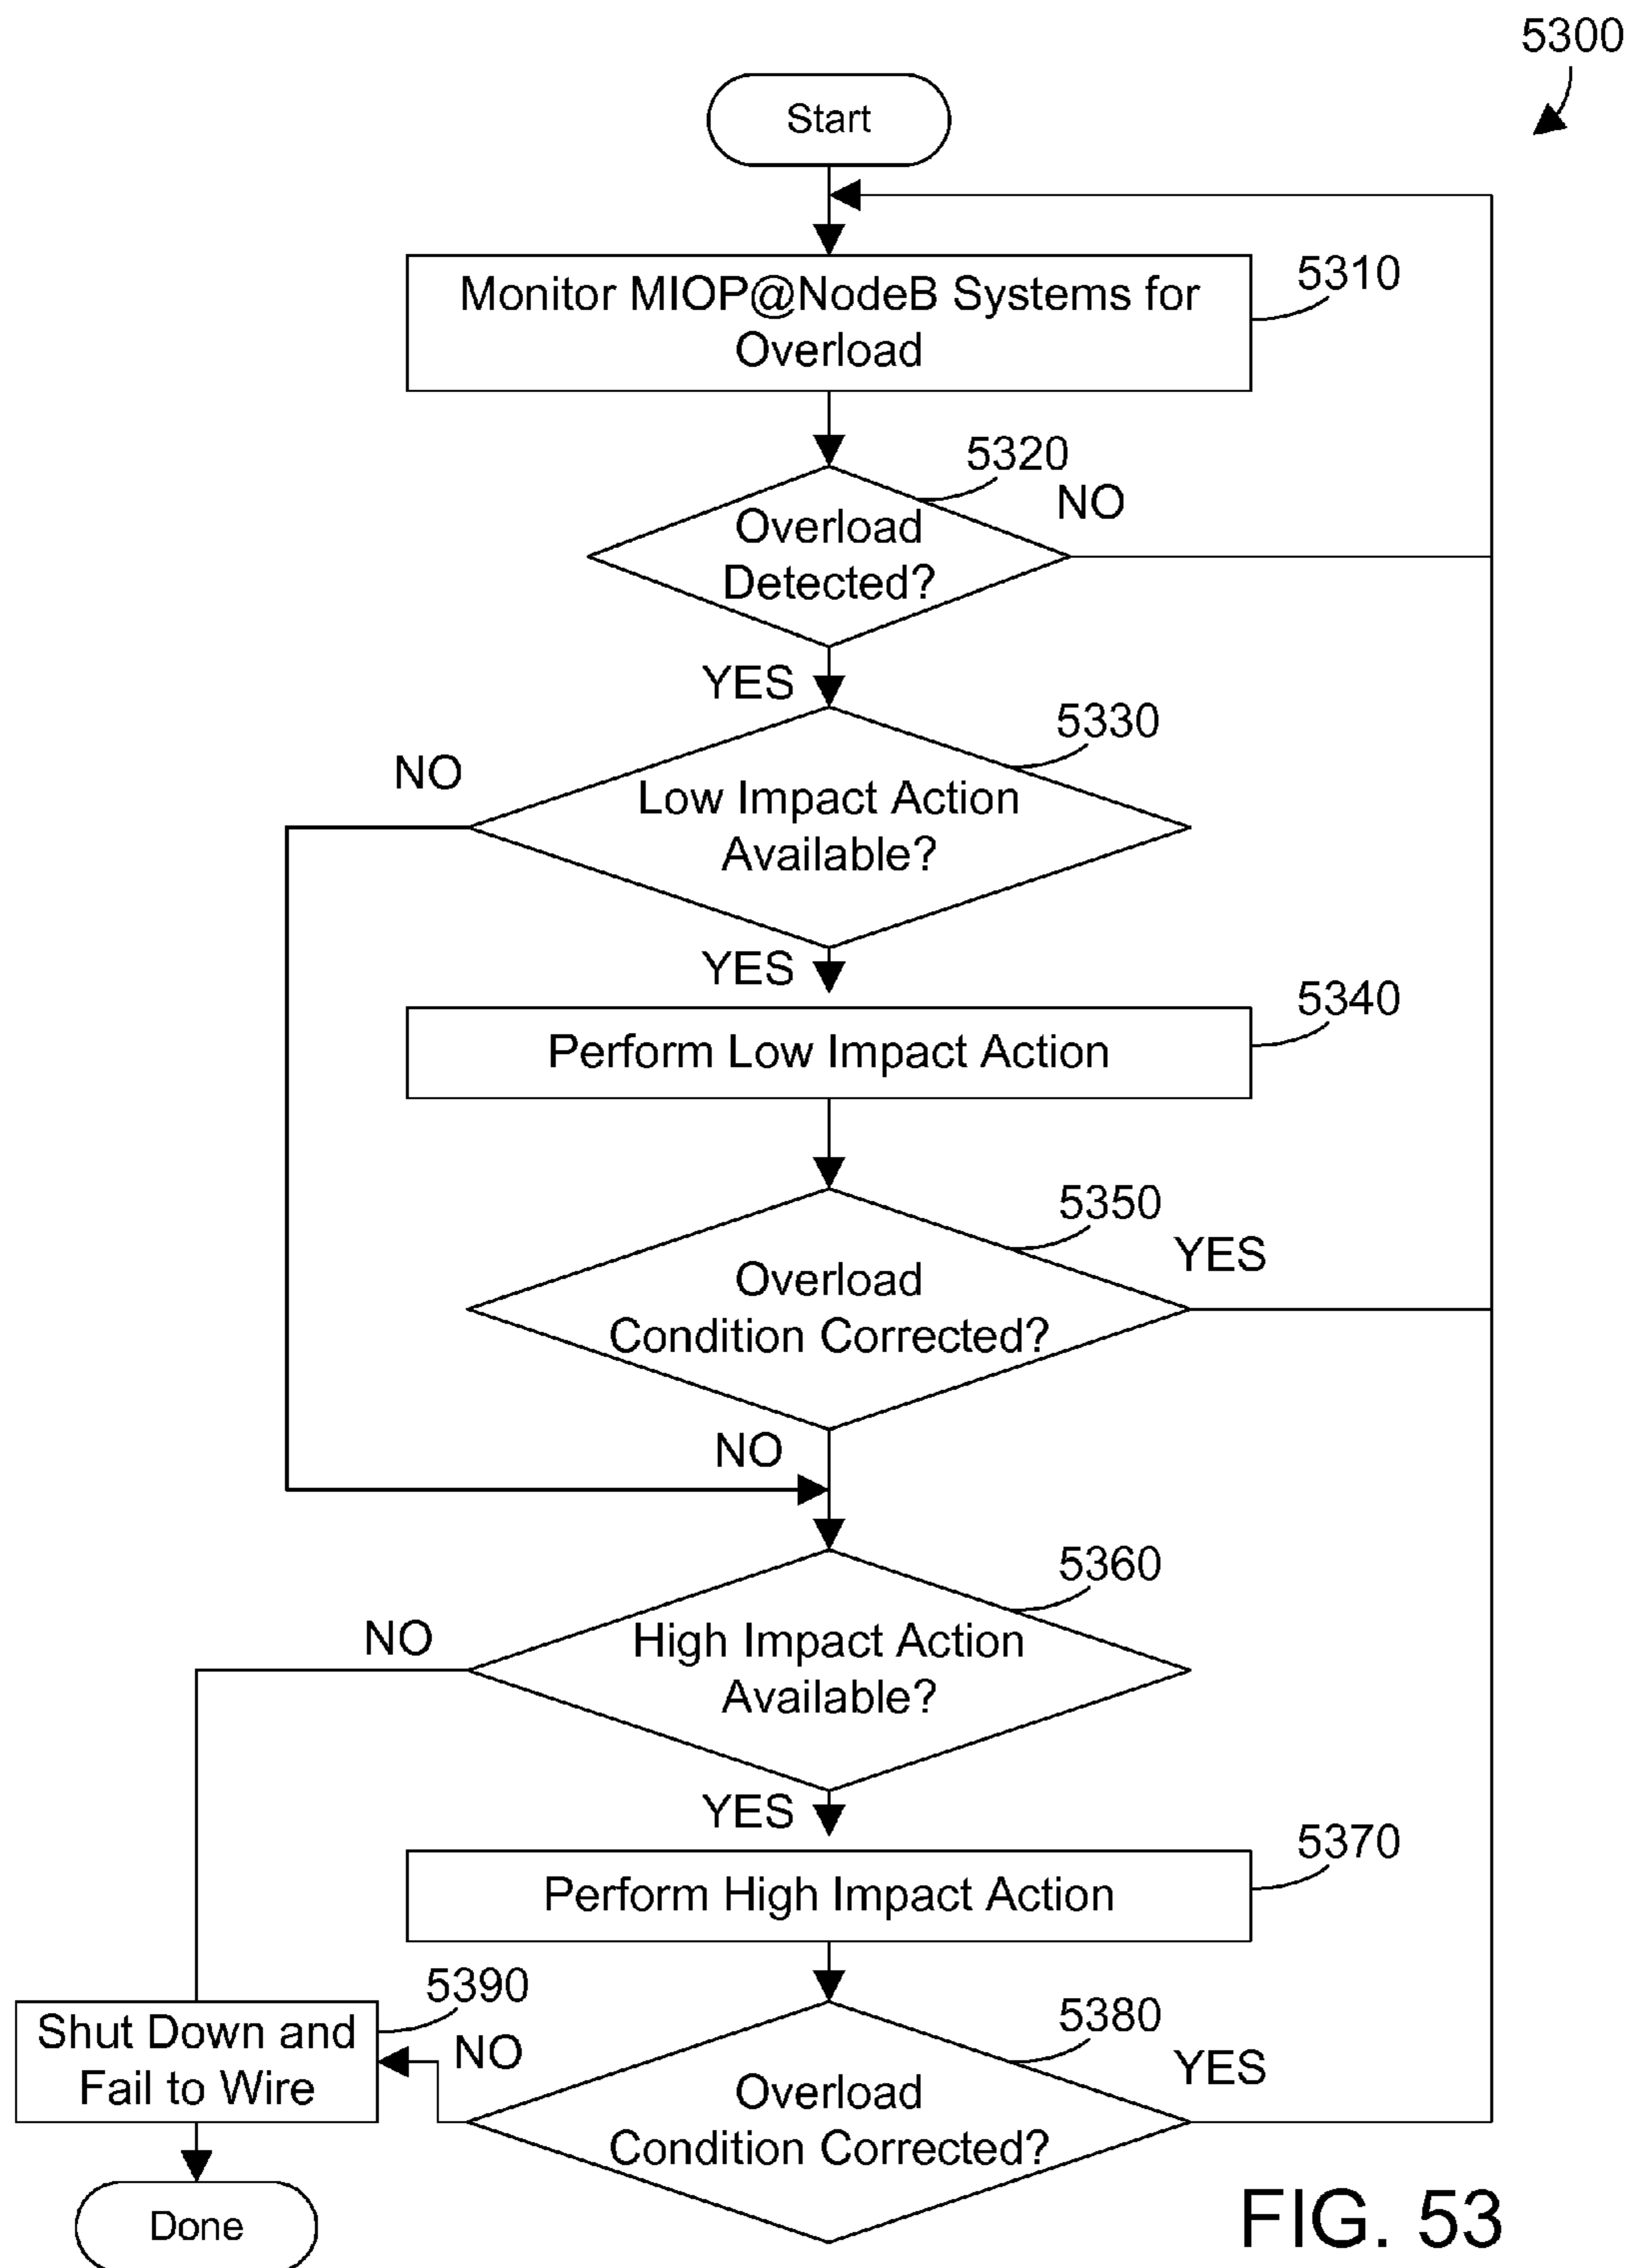 5300
Start
Monitor MIOP@NodeB Systems for
Overload
5310
5320
NO
Overload
Detected?
YES
5330
NO
Low Impact Action
Available?
YES
5340
Perform Low Impact Action
5350
YES
Overload
Condition Corrected?
NO
5360
NO
High Impact Action
Available?
YES
5370
Perform High Impact Action
5390
Shut Down and
Fail to Wire
NO
5380
YES
Overload
Condition Corrected?
Done
FIG. 53